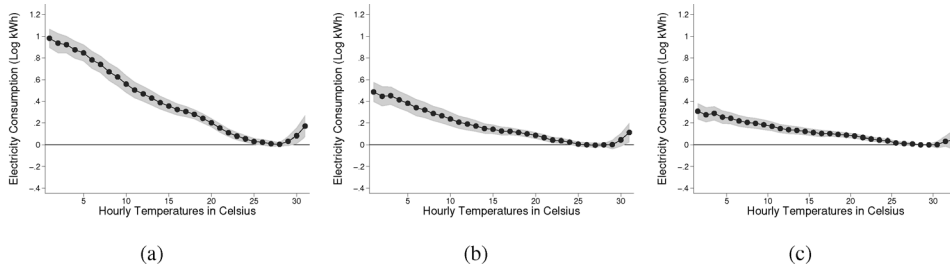 1.2
1
.8
.6
.4
.2
0
-.2
-.4
Electricity Consumption (Log kWh)
5 10 15 20 25 30
Hourly Temperatures in Celsius
(a)
1.2
1
.8
.6
.4
.2
0
-.2
-.4
Electricity Consumption (Log kWh)
5 10 15 20 25 30
Hourly Temperatures in Celsius
(b)
1.2
1
.8
.6
.4
.2
0
-.2
-.4
Electricity Consumption (Log kWh)
5 10 15 20 25 30
Hourly Temperatures in Celsius
(c)